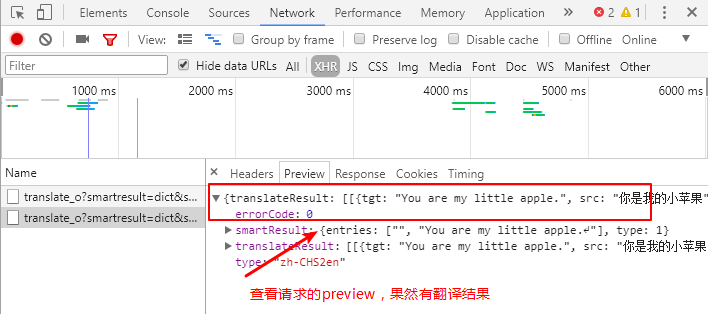 Elements Console Sources Network Performance Memory Application » 2 1
View: Group by frame Preserve log Disable cache Offline Online
Filter Hide data URLs All XHR JS CSS Img Media Font Doc WS Manifest Other
1000 ms 2000 ms 3000 ms 4000 ms 5000 ms 6000 m
Name × Headers Preview Response Cookies Timing
translate_o?smartresult=dict&s... ▼{translateResult: [[{tgt: "You are my little apple.", src: "你是我的小苹果"
errorCode: 0
translate_o?smartresult=dict&s... ▶ smartResult: {entries: ["", "You are my little apple.↵"], type: 1}
▶ translateResult: [[{tgt: "You are my little apple.", src: "你是我的小苹果
type: "zh-CHS2en"
查看请求的preview，果然有翻译结果